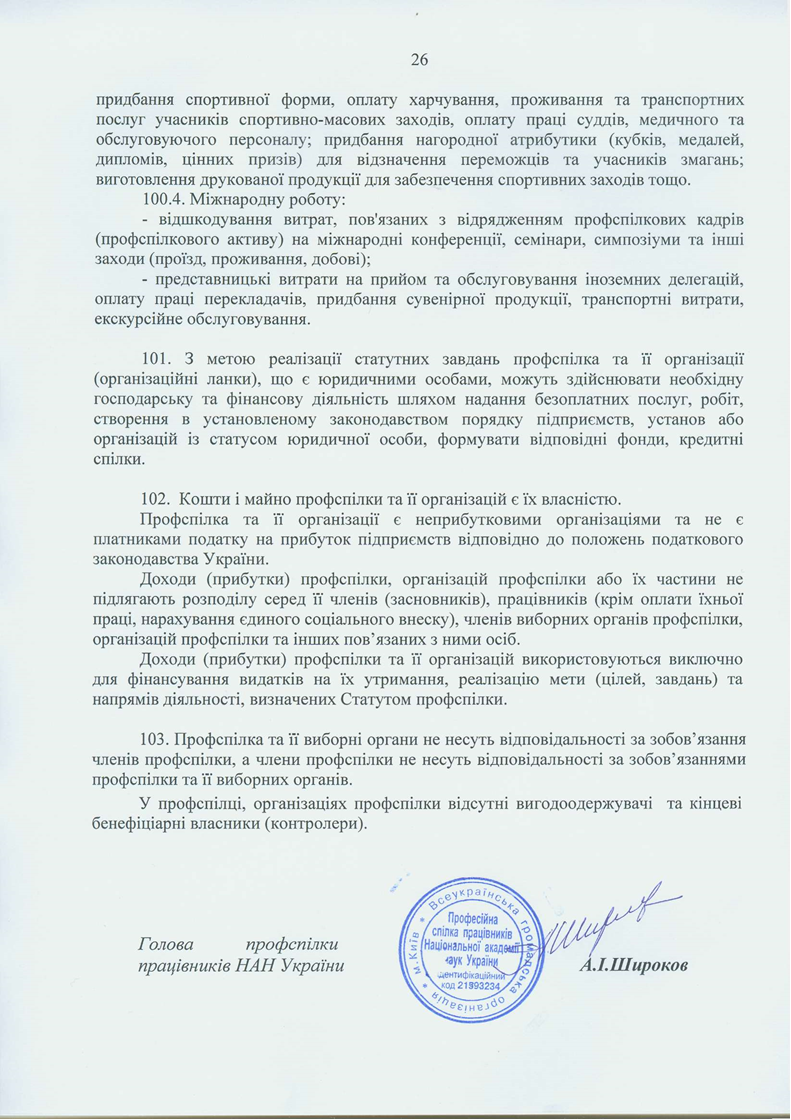 26
придбання спортивної форми, оплату харчування, проживання та транспортних
послуг учасників спортивно-масових заходів, оплату праці суддів, медичного та
обслуговуючого персоналу; придбання нагородної атрибутики (кубків, медалей,
дипломів, цінних призів) для відзначення переможців та учасників змагань;
виготовлення друкованої продукції для забезпечення спортивних заходів тощо.
100.4. Міжнародну роботу:
- відшкодування витрат, пов'язаних з відрядженням профспілкових кадрів
(профспілкового активу) на міжнародні конференції, семінари, симпозіуми та інші
заходи (проїзд, проживання, добові);
- представницькі витрати на прийом та обслуговування іноземних делегацій,
оплату праці перекладачів, придбання сувенірної продукції, транспортні витрати,
екскурсійне обслуговування.
101. З метою реалізації статутних завдань профспілка та її організації
(організаційні ланки), що є юридичними особами, можуть здійснювати необхідну
господарську та фінансову діяльність шляхом надання безоплатних послуг, робіт,
створення в установленому законодавством порядку підприємств, установ або
організацій із статусом юридичної особи, формувати відповідні фонди, кредитні
спілки.
102. Кошти і майно профспілки та її організацій є їх власністю.
Профспілка та її організації є неприбутковими організаціями та не є
платниками податку на прибуток підприємств відповідно до положень податкового
законодавства України.
Доходи (прибутки) профспілки, організацій профспілки або їх частини не
підлягають розподілу серед її членів (засновників), працівників (крім оплати їхньої
праці, нарахування єдиного соціального внеску), членів виборних органів профспілки,
організацій профспілки та інших пов’язаних з ними осіб.
Доходи (прибутки) профспілки та її організацій використовуються виключно
для фінансування видатків на їх утримання, реалізацію мети (цілей, завдань) та
напрямів діяльності, визначених Статутом профспілки.
103. Профспілка та її виборні органи не несуть відповідальності за зобов’язання
членів профспілки, а члени профспілки не несуть відповідальності за зобов’язаннями
профспілки та її виборних органів.
У профспілці, організаціях профспілки відсутні вигодоодержувачі та кінцеві
бенефіціарні власники (контролери).
Голова профспілки
працівників НАН України
А.І.Широков
Всеукраїнська громадська організація * м.Київ *
Професійна
спілка працівників
Національної академії
наук України
ідентифікаційний
код 21593234